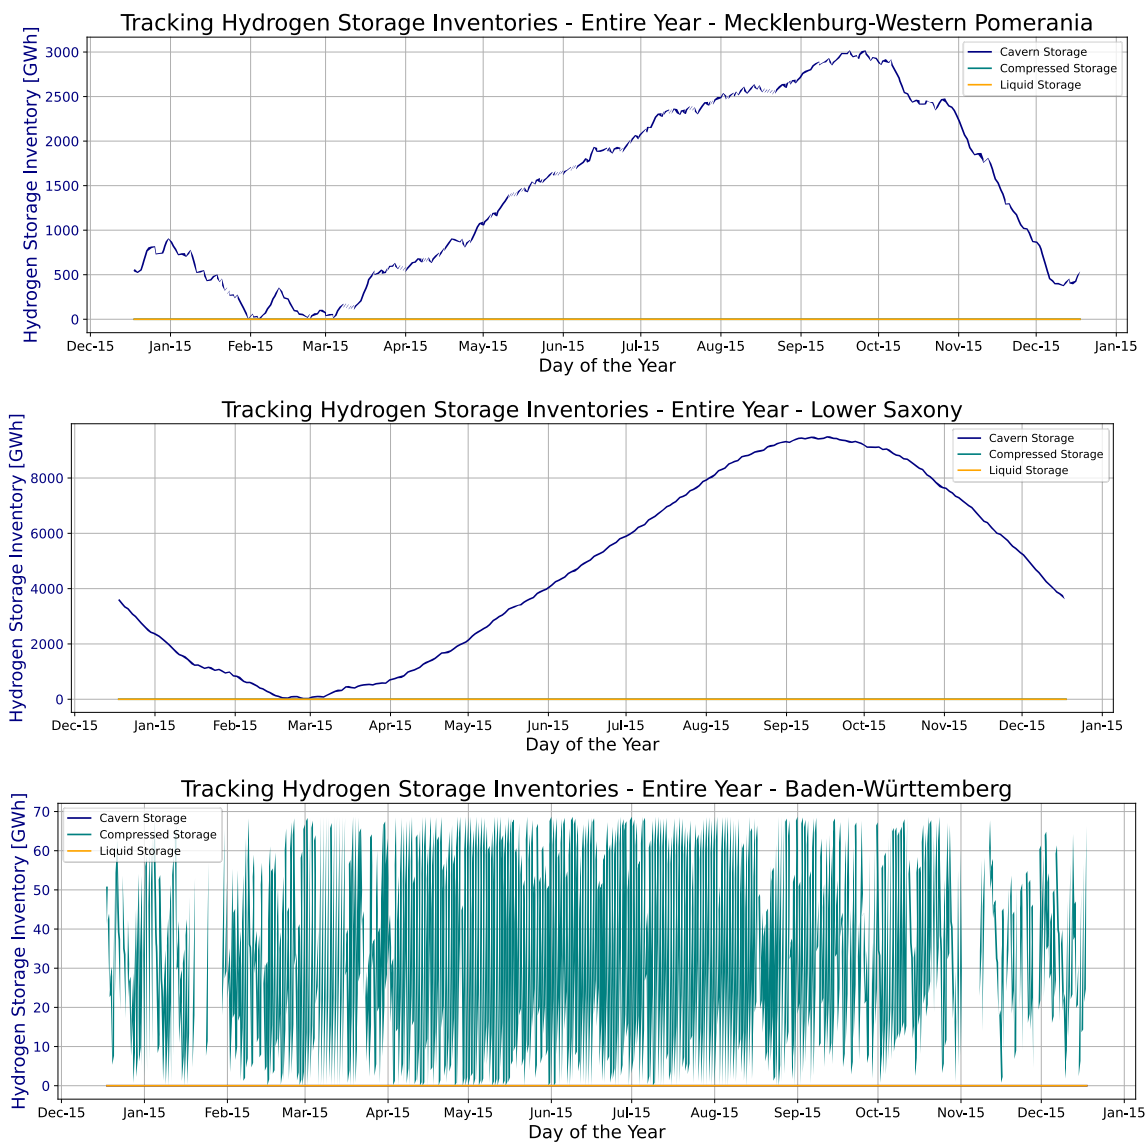 Tracking Hydrogen Storage Inventories - Entire Year - Mecklenburg-Western Pomerania
Hydrogen Storage Inventory [GWh]
3000
2500
2000
1500
1000
500
0
Cavern Storage
Compressed Storage
Liquid Storage
Dec-15 Jan-15 Feb-15 Mar-15 Apr-15 May-15 Jun-15 Jul-15 Aug-15 Sep-15 Oct-15 Nov-15 Dec-15 Jan-15
Day of the Year
Tracking Hydrogen Storage Inventories - Entire Year - Lower Saxony
Hydrogen Storage Inventory [GWh]
8000
6000
4000
2000
0
Cavern Storage
Compressed Storage
Liquid Storage
Dec-15 Jan-15 Feb-15 Mar-15 Apr-15 May-15 Jun-15 Jul-15 Aug-15 Sep-15 Oct-15 Nov-15 Dec-15 Jan-15
Day of the Year
Tracking Hydrogen Storage Inventories - Entire Year - Baden-Württemberg
Hydrogen Storage Inventory [GWh]
70
60
50
40
30
20
10
0
Cavern Storage
Compressed Storage
Liquid Storage
Dec-15 Jan-15 Feb-15 Mar-15 Apr-15 May-15 Jun-15 Jul-15 Aug-15 Sep-15 Oct-15 Nov-15 Dec-15 Jan-15
Day of the Year